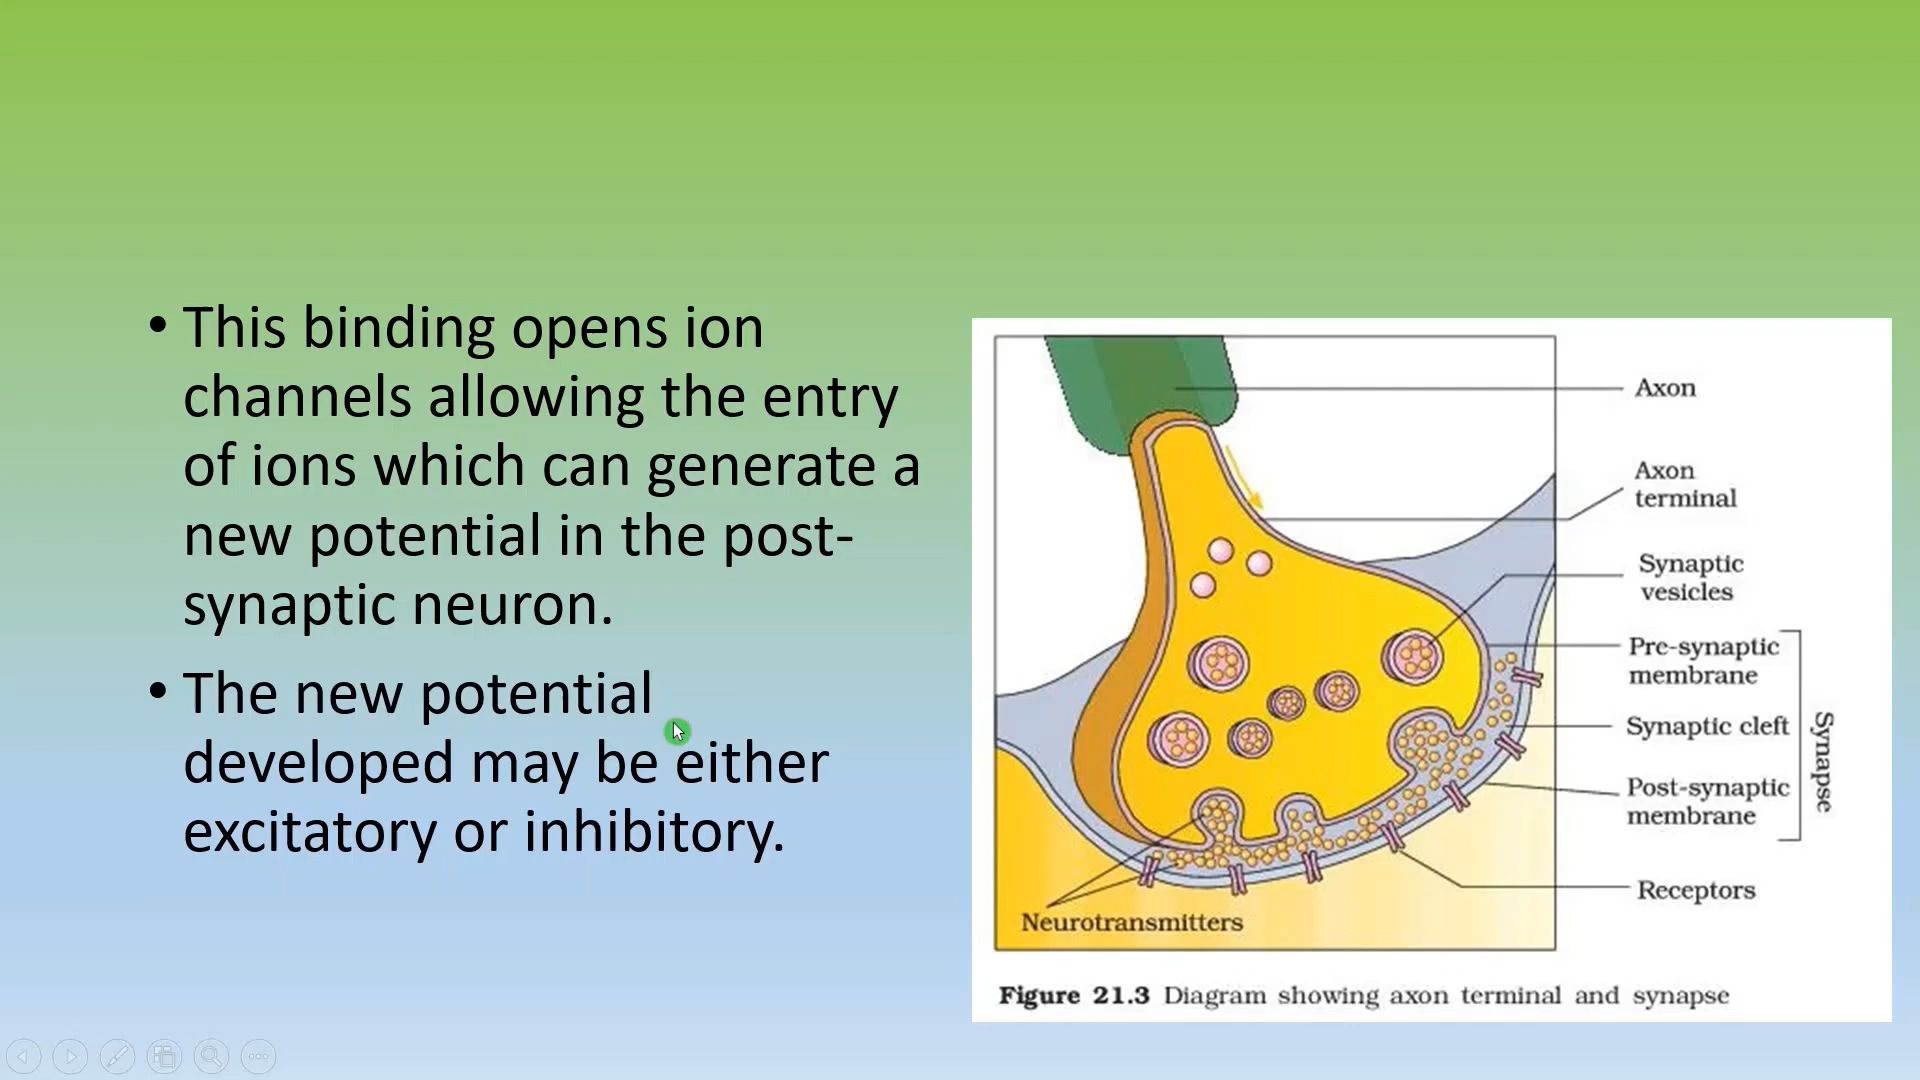 • This binding opens ion
channels allowing the entry
of ions which can generate a
new potential in the post-
synaptic neuron.
• The new potential
developed may be either
excitatory or inhibitory.
Axon
Axon
terminal
Synaptic
vesicles
Pre-synaptic
membrane
Synaptic cleft
Post-synaptic
membrane
Synapse
Receptors
Neurotransmitters
Figure 21.3 Diagram showing axon terminal and synapse